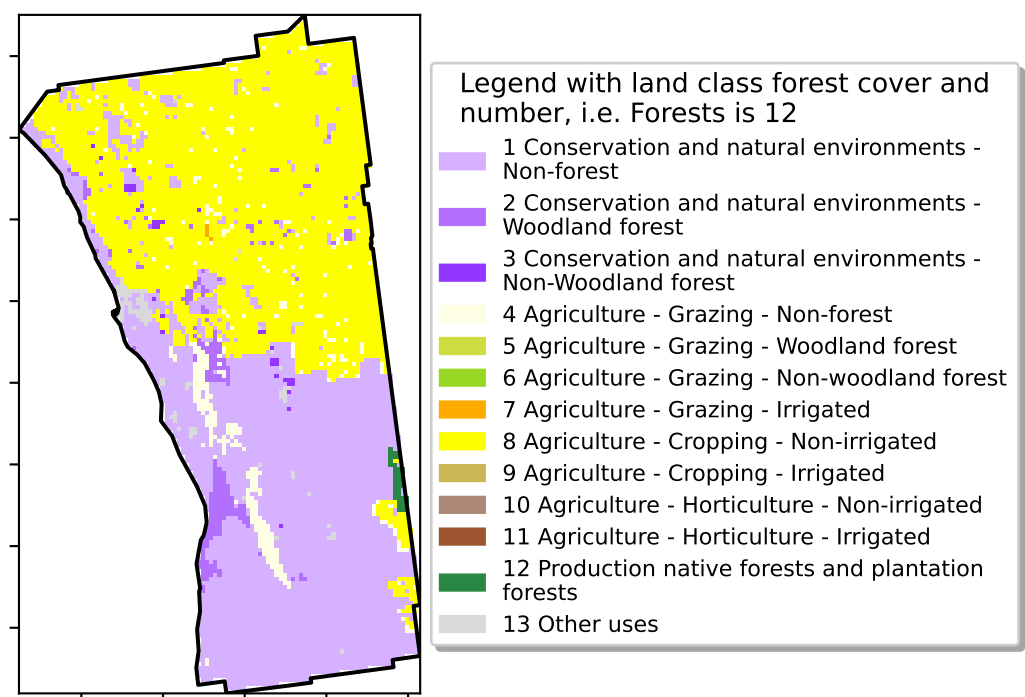 Legend with land class forest cover and
number, i.e. Forests is 12
1 Conservation and natural environments -
Non-forest
2 Conservation and natural environments -
Woodland forest
3 Conservation and natural environments -
Non-Woodland forest
4 Agriculture - Grazing - Non-forest
5 Agriculture - Grazing - Woodland forest
6 Agriculture - Grazing - Non-woodland forest
7 Agriculture - Grazing - Irrigated
8 Agriculture - Cropping - Non-irrigated
9 Agriculture - Cropping - Irrigated
10 Agriculture - Horticulture - Non-irrigated
11 Agriculture - Horticulture - Irrigated
12 Production native forests and plantation
forests
13 Other uses